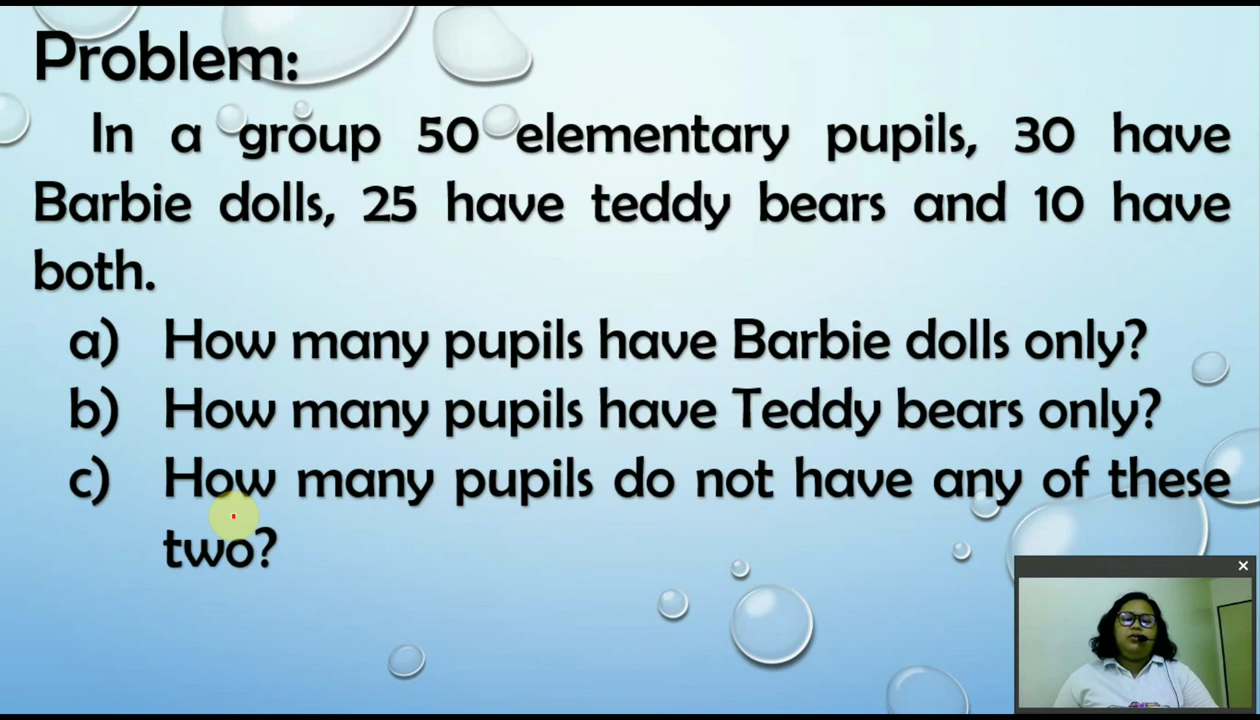 Problem:
In a group 50 elementary pupils, 30 have
Barbie dolls, 25 have teddy bears and 10 have
both.
a) How many pupils have Barbie dolls only?
b) How many pupils have Teddy bears only?
c) How many pupils do not have any of these
two?